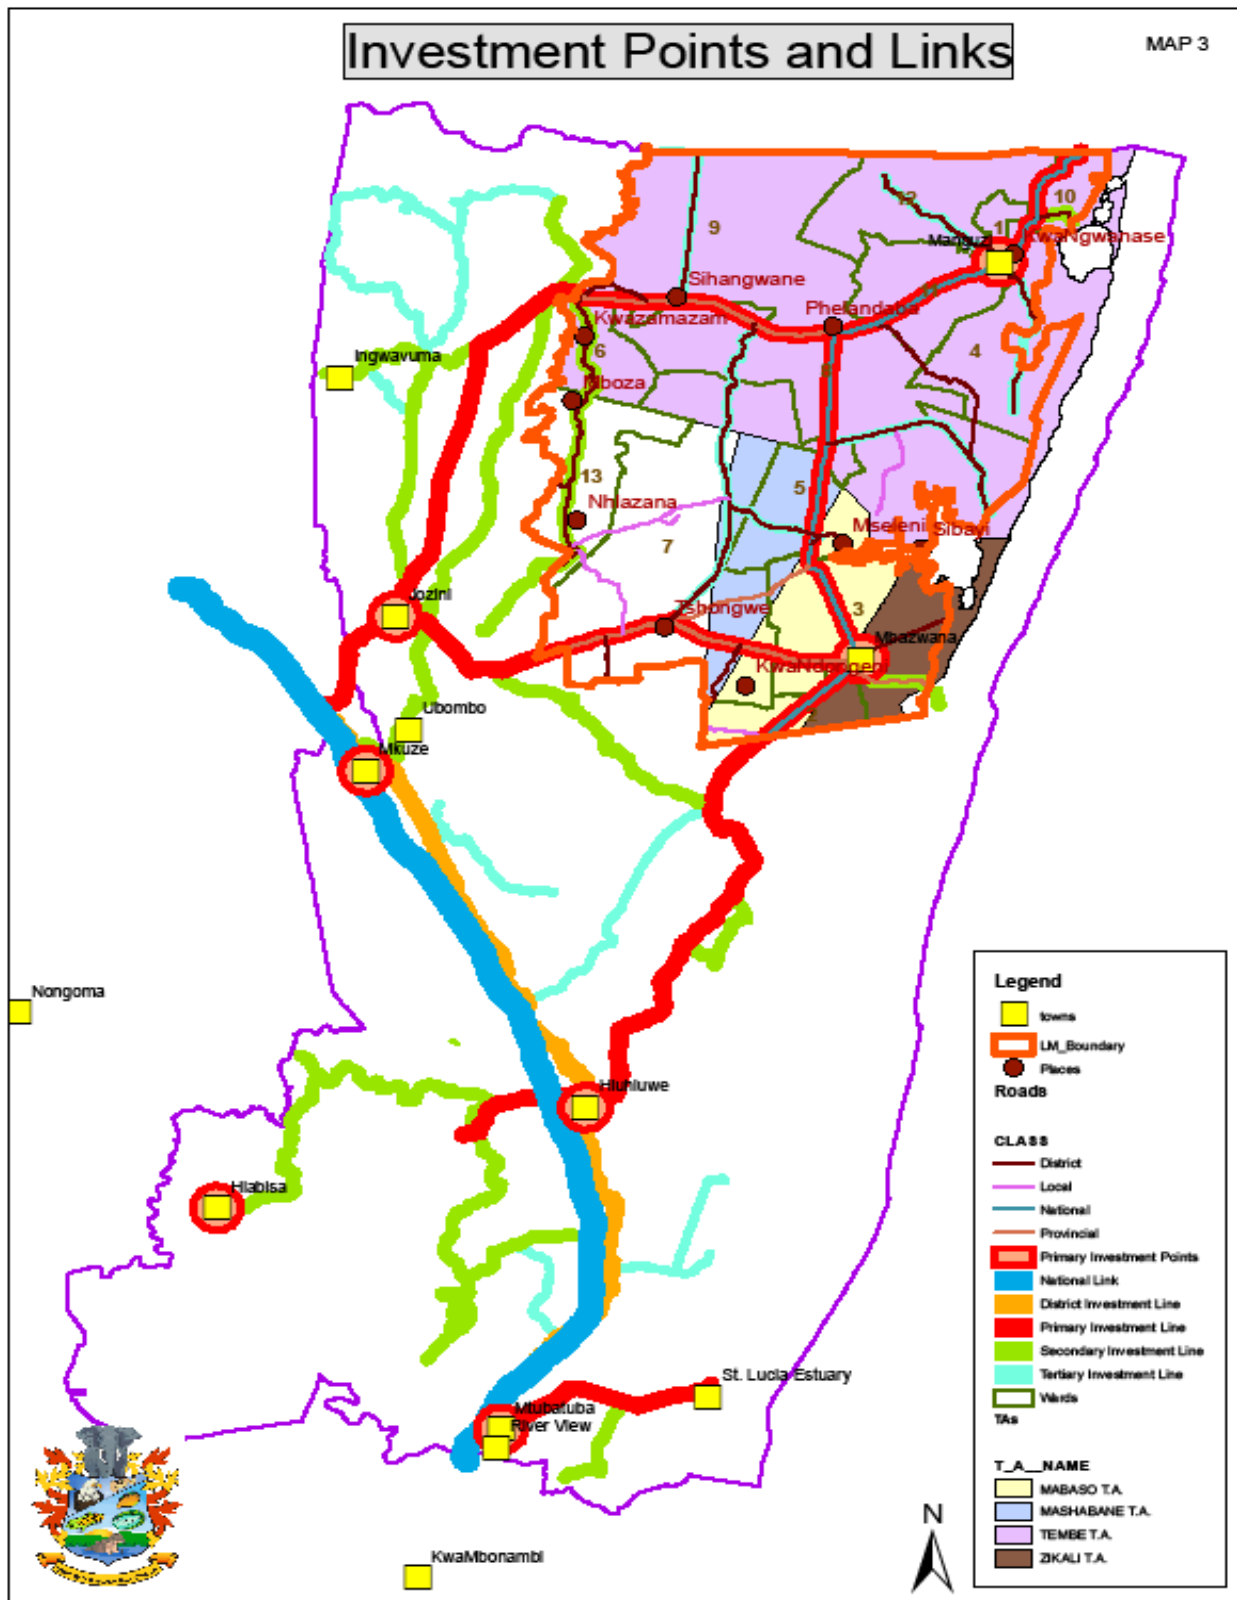 Investment Points and Links
MAP 3
9
12
10
1
Manguzi
KwaNgwanase
Sihangwane
Phelandaba
Kwazamazam
6
4
Ingwavuma
Mboza
13
5
Nhlazana
Mseleni
Sibayi
7
Jozini
Tshongwe
3
Mbazwana
KwaNdongeni
2
Ubombo
Mkuze
Nongoma
Hluhluwe
Hlabisa
St. Lucia Estuary
Mtubatuba
River View
KwaMbonambi
N
Legend
towns
LM_Boundary
Places
Roads
CLASS
District
Local
National
Provincial
Primary Investment Points
National Link
District Investment Line
Primary Investment Line
Secondary Investment Line
Tertiary Investment Line
Wards
TAs
T_A__NAME
MABASO T.A.
MASHABANE T.A.
TEMBE T.A.
ZIKALI T.A.